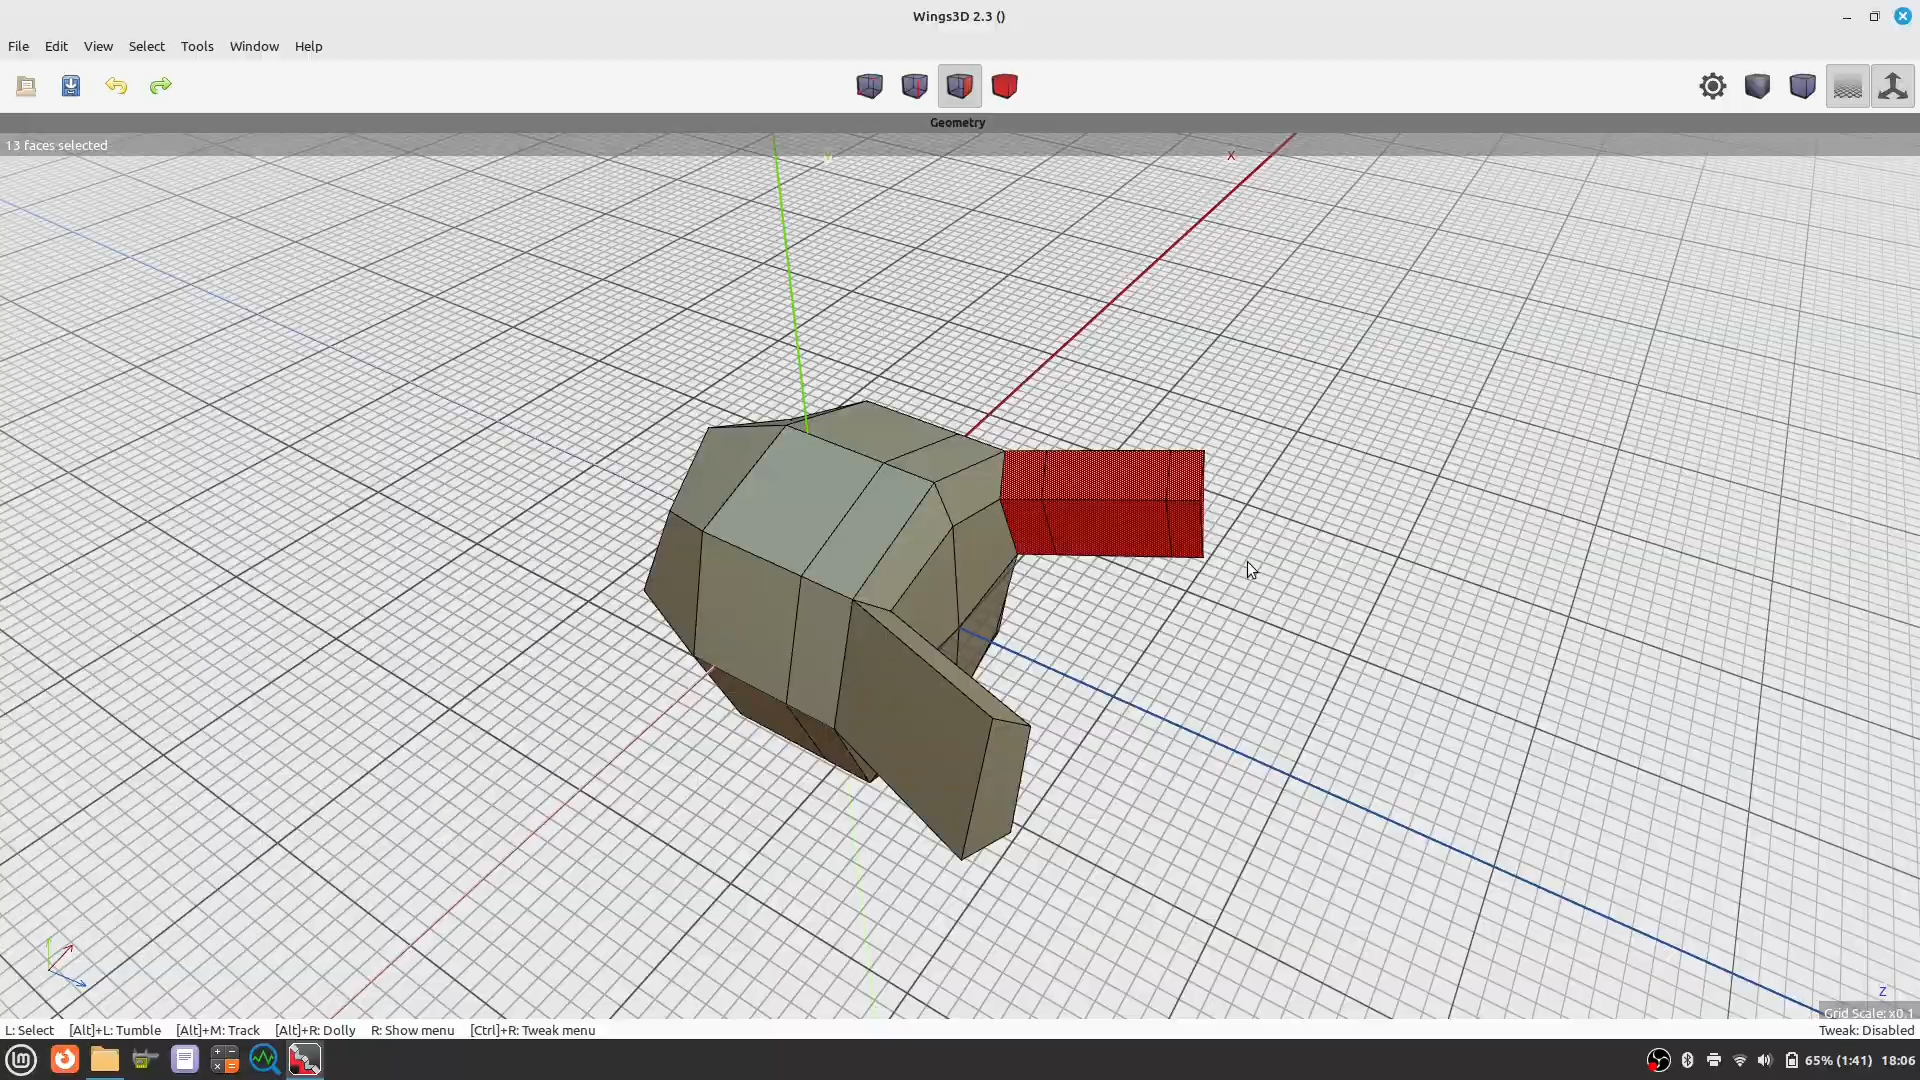 Wings3D 2.3 ()
File Edit View Select Tools Window Help
Geometry
13 faces selected
Y
X
Z
Grid Scale: x0.1
L: Select [Alt]+L: Tumble [Alt]+M: Track [Alt]+R: Dolly R: Show menu [Ctrl]+R: Tweak menu
Tweak: Disabled
65% (1:41) 18:06